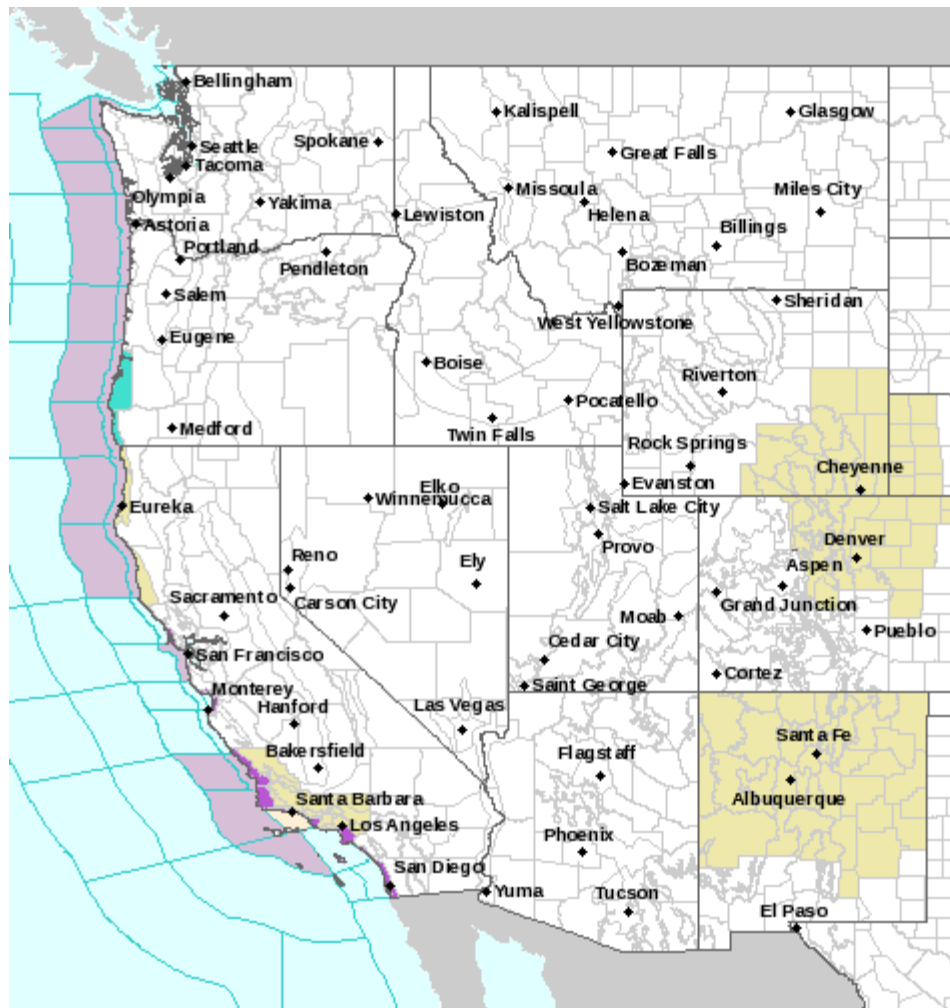 Bellingham
Kalispell
Glasgow
Seattle
Spokane
Great Falls
Tacoma
Olympia
Missoula
Miles City
Yakima
Lewiston
Helena
Astoria
Billings
Portland
Pendleton
Bozeman
Salem
Sheridan
West Yellowstone
Eugene
Boise
Riverton
Pocatello
Medford
Twin Falls
Rock Springs
Cheyenne
Elko
Evanston
Winnemucca
Eureka
Salt Lake City
Denver
Provo
Reno
Ely
Aspen
Sacramento
Carson City
Grand Junction
Moab
Pueblo
Cedar City
San Francisco
Cortez
Saint George
Monterey
Hanford
Las Vegas
Santa Fe
Bakersfield
Flagstaff
Albuquerque
Santa Barbara
Los Angeles
Phoenix
San Diego
Yuma
Tucson
El Paso